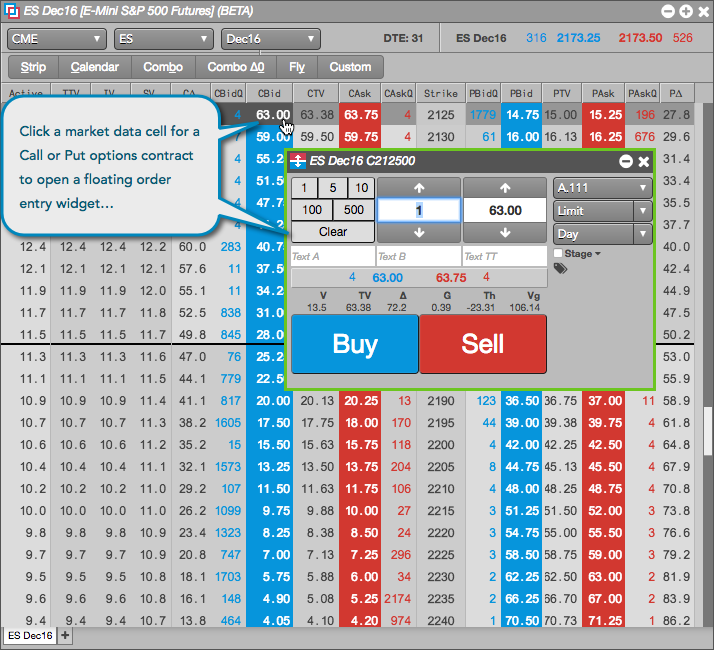 ES Dec16 [E-Mini S&P 500 Futures] (BETA)
CME ES Dec16 DTE: 31 ES Dec16 316 2173.25 2173.50 526
Strip Calendar Combo Combo Δ0 Fly Custom
Active TTV IV SV CΔ CBidQ CBid CTV CAsk CAskQ Strike PBidQ PBid PTV PAsk PAskQ PΔ
4 63.00 63.38 63.75 4 2125 1779 14.75 15.00 15.25 196 27.8
59.00 59.50 59.75 4 2130 61 16.00 16.13 16.25 676 29.6
Click a market data cell for a
Call or Put options contract
to open a floating order
entry widget…
4 55.2 31.4
4 51.5 33.4
47.7 35.5
37.7
12.4 12.4 12.4 12.2 60.0 283 40.7 40.0
12.1 12.1 12.1 12.1 57.6 11 37.5 42.4
11.9 11.9 12.0 11.9 55.1 11 34.2 44.9
11.7 11.7 11.7 11.8 52.5 838 31.0 47.5
11.5 11.5 11.5 11.7 49.8 845 28.0 50.2
11.3 11.3 11.3 11.6 47.0 76 25.2 53.0
11.1 11.1 11.1 11.5 44.1 779 22.5 55.9
ES Dec16 C212500
1 5 10
100 500
Clear
1
63.00
A.111
Limit
Day
Stage
Text A Text B Text TT
4 63.00 63.75 4
V TV Δ G Th Vg
13.5 63.38 72.2 0.39 -23.31 106.14
Buy Sell
10.9 10.9 10.9 11.4 41.1 817 20.00 20.13 20.25 13 2190 123 36.50 36.75 37.00 11 58.9
10.7 10.7 10.7 11.3 38.2 1605 17.50 17.75 18.00 170 2195 44 39.00 39.38 39.75 4 61.8
10.6 10.6 10.6 11.2 35.2 15 15.50 15.63 15.75 118 2200 4 42.00 42.25 42.50 4 64.8
10.4 10.4 10.4 11.1 32.1 1573 13.25 13.50 13.75 204 2205 8 44.75 45.13 45.50 4 67.9
10.2 10.2 10.2 11.0 29.2 107 11.50 11.63 11.75 106 2210 4 48.00 48.25 48.75 4 70.8
10.0 10.0 10.0 11.0 26.2 1099 9.75 9.88 10.00 27 2215 3 51.25 51.50 52.00 3 73.8
9.8 9.8 9.8 10.9 23.4 1323 8.25 8.38 8.50 24 2220 3 54.75 55.00 55.50 3 76.6
9.7 9.7 9.7 10.9 20.8 747 7.00 7.13 7.25 296 2225 3 58.50 58.75 59.00 3 79.2
9.5 9.5 9.6 10.8 18.1 1703 5.75 5.88 6.00 34 2230 2 62.25 62.50 63.00 2 81.9
9.6 9.6 9.6 10.8 16.1 148 4.90 5.08 5.25 2174 2235 2 66.25 66.70 67.00 2 83.9
9.4 9.4 9.4 10.7 13.8 464 4.05 4.10 4.20 974 2240 1 70.50 70.73 71.25 1 86.2
ES Dec16 +